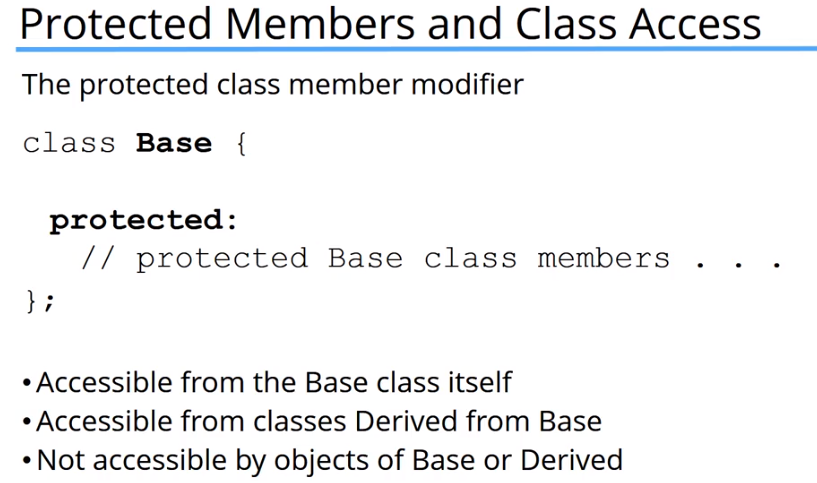 Protected Members and Class Access
The protected class member modifier
class Base {
protected:
// protected Base class members . . .
};
•Accessible from the Base class itself
•Accessible from classes Derived from Base
•Not accessible by objects of Base or Derived